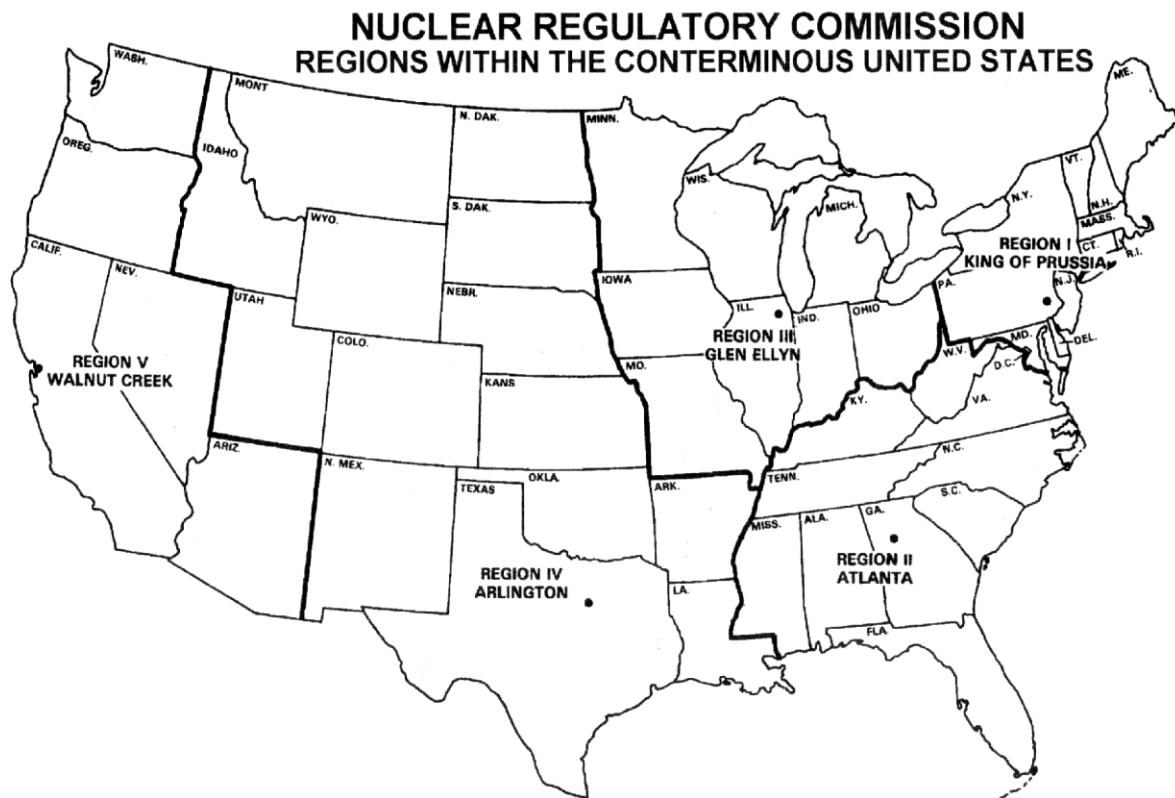 NUCLEAR REGULATORY COMMISSION
REGIONS WITHIN THE CONTERMINOUS UNITED STATES
WASH.
MONT
N. DAK.
MINN.
ME.
OREG.
IDAHO
WIS.
VT.
S. DAK.
MICH.
N.Y.
N.H.
WYO.
MASS.
CALIF.
NEV.
REGION I
KING OF PRUSSIA
CT.
R.I.
IOWA
PA.
N.J.
UTAH
NEBR.
ILL.
IND.
OHIO
REGION III
GLEN ELLYN
COLO.
MD.
DEL.
W.V.
D.C.
REGION V
WALNUT CREEK
MO.
KANS.
KY.
VA.
ARIZ.
N. MEX.
N.C.
OKLA.
TENN.
TEXAS
ARK.
S.C.
MISS.
ALA.
GA.
REGION II
ATLANTA
REGION IV
ARLINGTON
LA.
FLA.